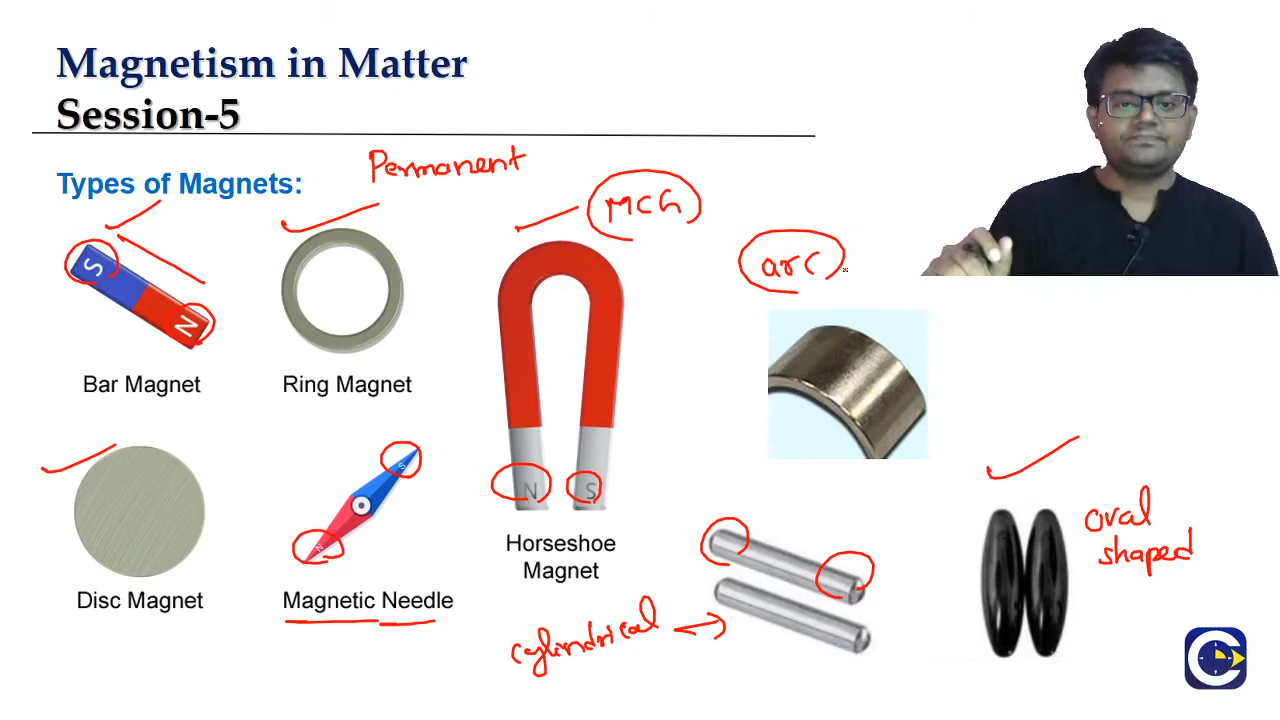 Magnetism in Matter
Session-5
Types of Magnets:
Permanent
MCG
arc
S
N
Bar Magnet
Ring Magnet
N
S
Horseshoe
Magnet
Disc Magnet
S
N
Magnetic Needle
cylindrical
oval
shaped